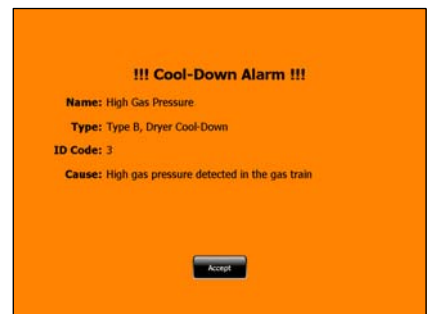 !!! Cool-Down Alarm !!!
Name: High Gas Pressure
Type: Type B, Dryer Cool-Down
ID Code: 3
Cause: High gas pressure detected in the gas train
Accept